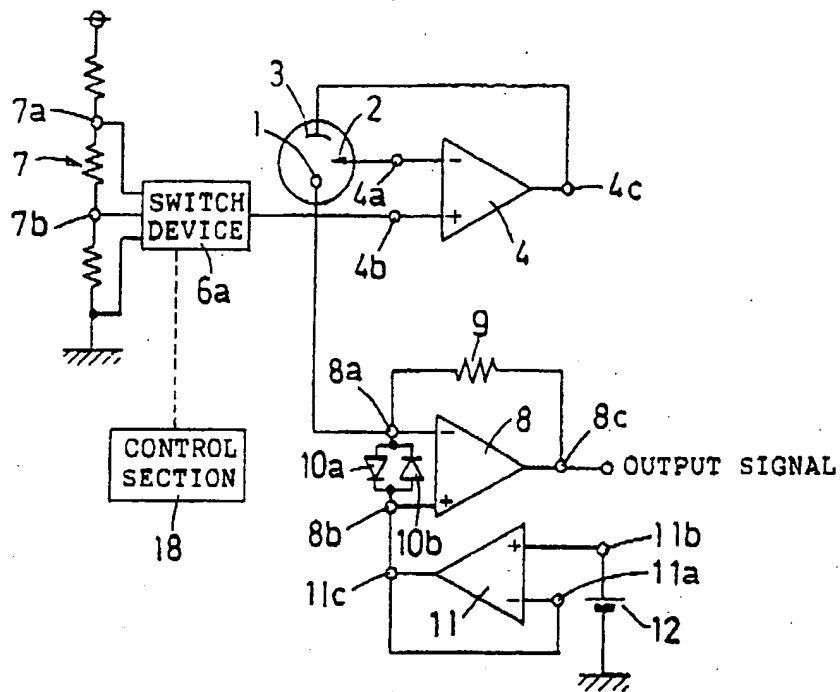 3
2
1
7a
7
4a
-
4c
SWITCH
DEVICE
+
7b
4b
4
6a
9
8a
8
8c
-
CONTROL
SECTION
10a
OUTPUT SIGNAL
+
18
8b
10b
+
11b
11c
11a
-
11
12